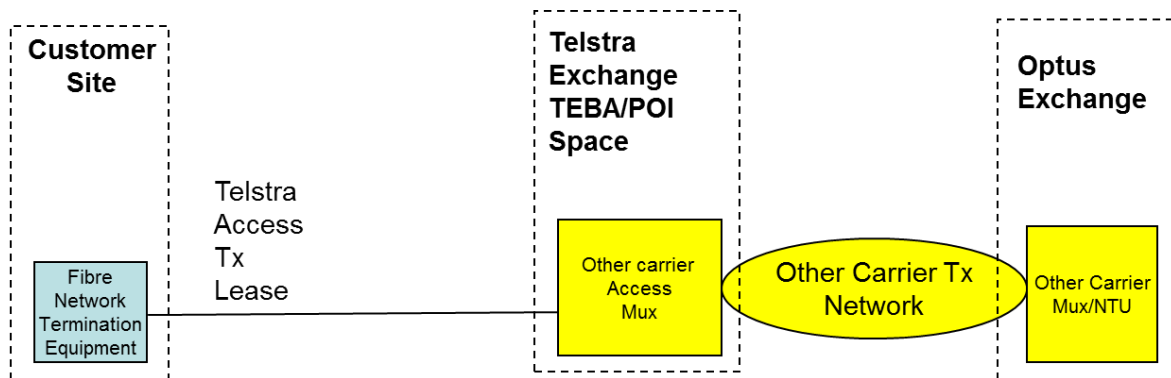 Customer
Site
Telstra
Exchange
TEBA/POI
Space
Optus
Exchange
Telstra
Access
Tx
Lease
Fibre
Network
Termination
Equipment
Other carrier
Access
Mux
Other Carrier Tx
Network
Other Carrier
Mux/NTU